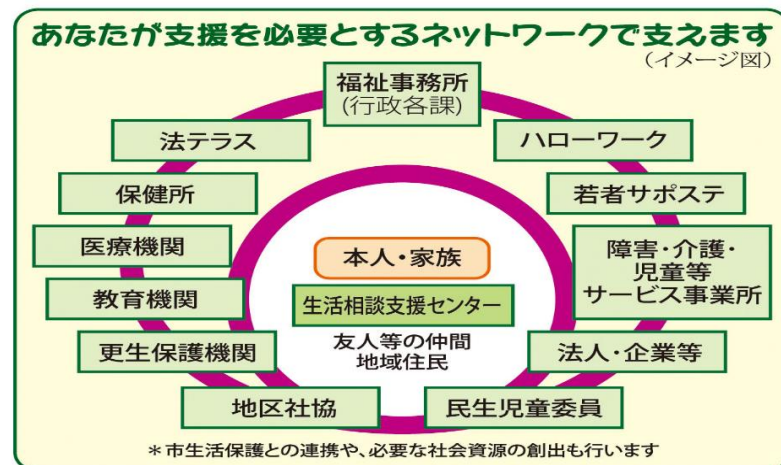 あなたが支援を必要とするネットワークで支えます
(イメージ図)
福祉事務所
(行政各課)
法テラス
ハローワーク
保健所
若者サポステ
医療機関
障害・介護・
児童等
サービス事業所
本人・家族
教育機関
生活相談支援センター
友人等の仲間
地域住民
更生保護機関
法人・企業等
地区社協
民生児童委員
*市生活保護との連携や、必要な社会資源の創出も行います